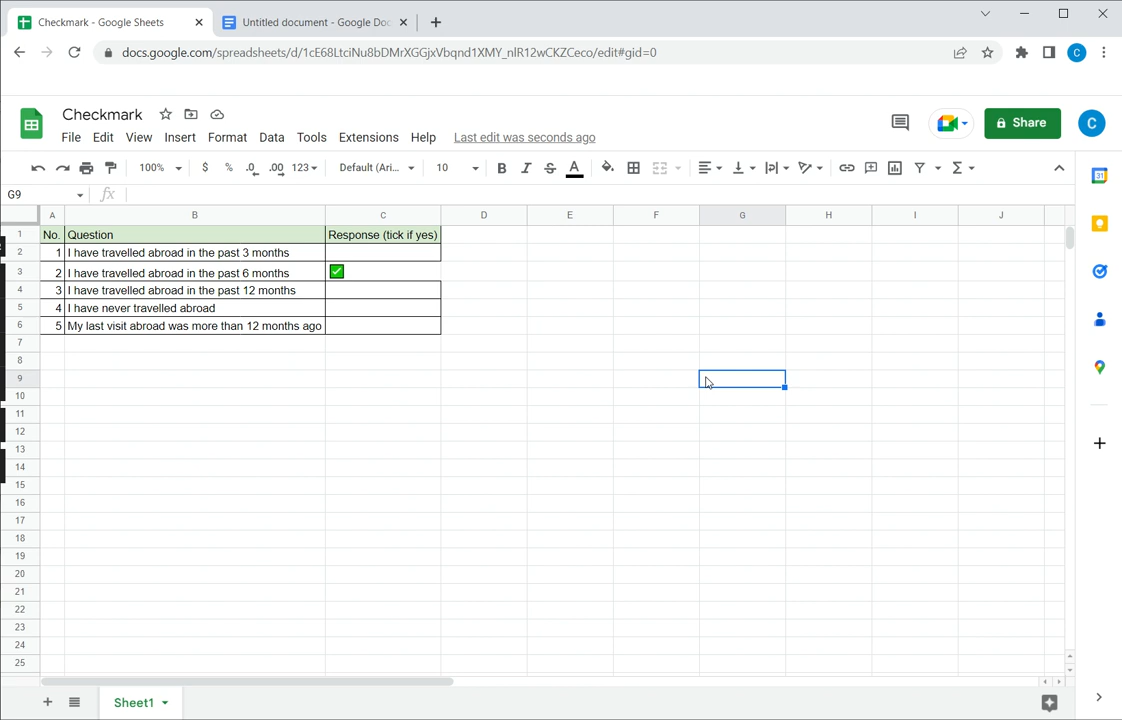 Checkmark - Google Sheets
Untitled document - Google Doc
docs.google.com/spreadsheets/d/1cE68LtciNu8bDMrXGGjxVbqnd1XMY_nlR12wCKZCeco/edit#gid=0
C
Checkmark
Share
C
File Edit View Insert Format Data Tools Extensions Help Last edit was seconds ago
100% $ % .0 .00 123 Default (Ari... 10 B I S A Σ
31
G9 fx
A B C D E F G H I J
1 No. Question Response (tick if yes)
2 1 I have travelled abroad in the past 3 months
3 2 I have travelled abroad in the past 6 months ✅
4 3 I have travelled abroad in the past 12 months
5 4 I have never travelled abroad
6 5 My last visit abroad was more than 12 months ago
7
8
9
10
11
12
13
14
15
16
17
18
19
20
21
22
23
24
25
Sheet1